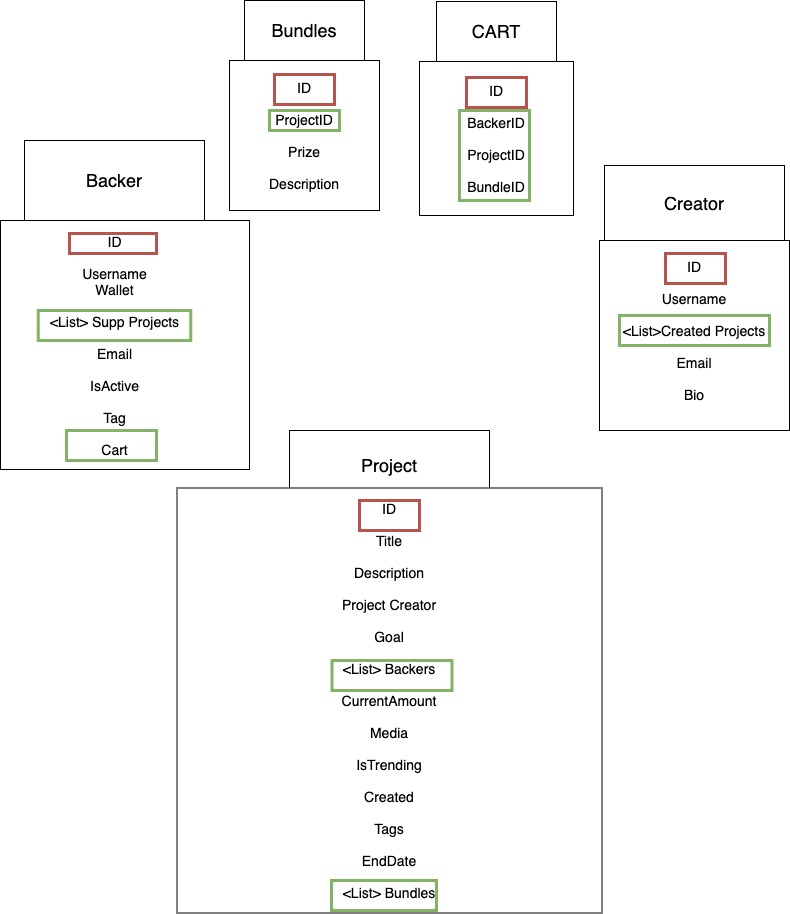 Bundles
ID
ProjectID
Prize
Description
CART
ID
BackerID
ProjectID
BundleID
Backer
ID
Username
Wallet
<List> Supp Projects
Email
IsActive
Tag
Cart
Creator
ID
Username
<List>Created Projects
Email
Bio
Project
ID
Title
Description
Project Creator
Goal
<List> Backers
CurrentAmount
Media
IsTrending
Created
Tags
EndDate
<List> Bundles